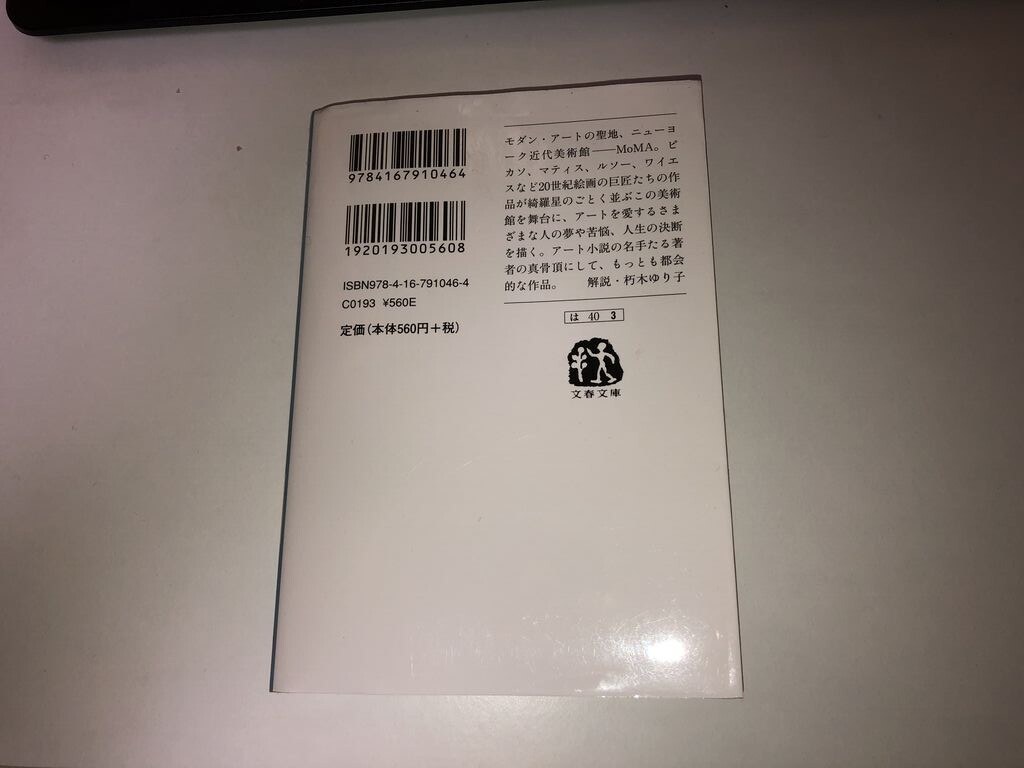 9784167910464
1920193005608
ISBN978-4-16-791046-4
C0193 ¥560E
定価(本体560円+税)
モダン・アートの聖地、ニューヨ
ーク近代美術館――MoMA。ピ
カソ、マティス、ルソー、ワイエ
スなど20世紀絵画の巨匠たちの作
品が綺羅星のごとく並ぶこの美術
館を舞台に、アートを愛するさま
ざまな人の夢や苦悩、人生の決断
を描く。アート小説の名手たる著
者の真骨頂にして、もっとも都会
的な作品。 解説・朽木ゆり子
は 40 3
文春文庫